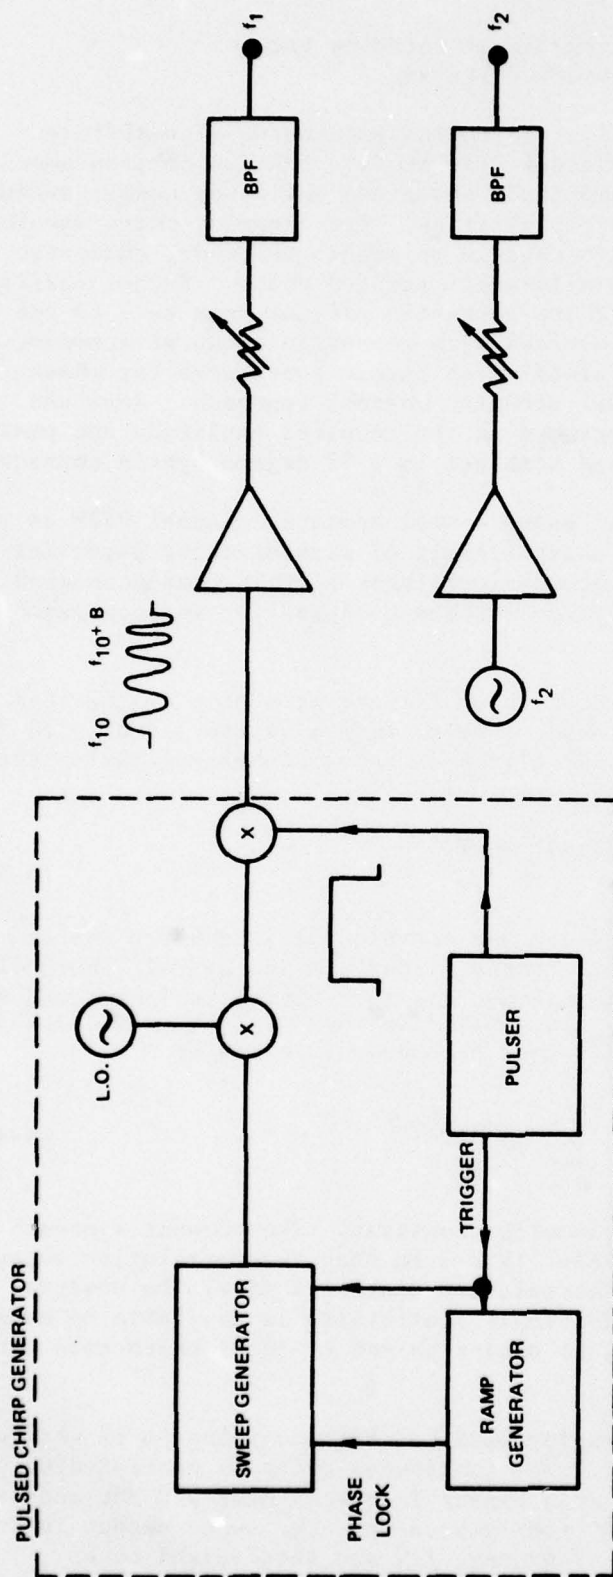 PULSED CHIRP GENERATOR
L.O.
SWEEP GENERATOR
X
X
f10
f10+ B
BPF
f1
PHASE
LOCK
RAMP
GENERATOR
TRIGGER
PULSER
f2
BPF
f2